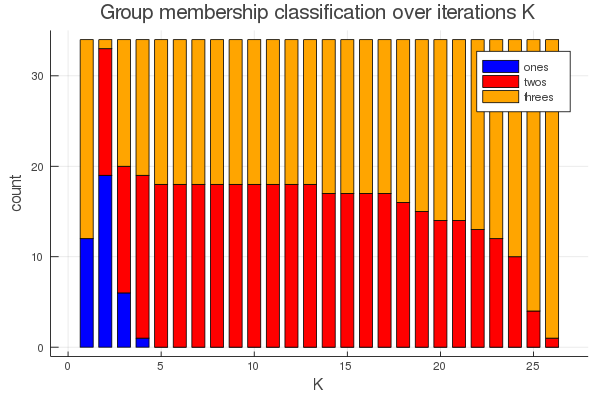 Group membership classification over iterations K
ones
twos
threes
count
30
20
10
0
0
5
10
15
20
25
K